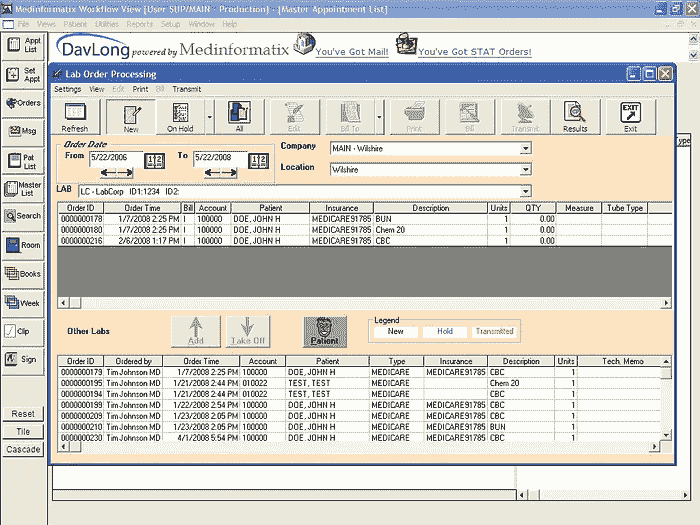 Medinformatix Workflow View [User SUP/MAIN - Production] - [Master Appointment List]
File Views Patient Utilities Reports Setup Window Help
Appt List
Set Appt
Orders
Msg
Pat List
Master List
Search
Room
Books
Week
Clip
Sign
Reset
Tile
Cascade
DavLong powered by Medinformatix You've Got Mail! You've Got STAT Orders!
Type
Lab Order Processing
Settings View Edit Print Bill Transmit
Refresh New On Hold All Edit Bill To Print Bill Transmit Results EXIT Exit
Order Date
From 5/22/2006 To 5/22/2008
Company MAIN - Wilshire
Location Wilshire
LAB LC - LabCorp ID1:1234 ID2:
Order ID Order Time Bill Account Patient Insurance Description Units QTY Measure Tube Type
0000000178 1/7/2008 2:25 PM I 100000 DOE, JOHN H MEDICARE91785 BUN 1 0.00
0000000180 1/7/2008 2:25 PM I 100000 DOE, JOHN H MEDICARE91785 Chem 20 1 0.00
0000000216 2/6/2008 1:17 PM I 100000 DOE, JOHN H MEDICARE91785 CBC 1 0.00
Other Labs Add Take Off Patient
Legend
New Hold Transmitted
Order ID Ordered by Order Time Account Patient Type Insurance Description Units Tech, Memo
0000000179 Tim Johnson MD 1/7/2008 2:25 PM 100000 DOE, JOHN H MEDICARE MEDICARE91785 CBC 1
0000000195 Tim Johnson MD 1/21/2008 2:44 PM 010022 TEST, TEST MEDICARE Chem 20 1
0000000194 Tim Johnson MD 1/21/2008 2:44 PM 010022 TEST, TEST MEDICARE CBC 1
0000000199 Tim Johnson MD 1/22/2008 2:54 PM 100000 DOE, JOHN H MEDICARE MEDICARE91785 CBC 1
0000000209 Tim Johnson MD 1/23/2008 2:05 PM 100000 DOE, JOHN H MEDICARE MEDICARE91785 CBC 1
0000000210 Tim Johnson MD 1/23/2008 2:05 PM 100000 DOE, JOHN H MEDICARE MEDICARE91785 BUN 1
0000000230 Tim Johnson MD 4/1/2008 5:54 PM 100000 DOE, JOHN H MEDICARE MEDICARE91785 CBC 1